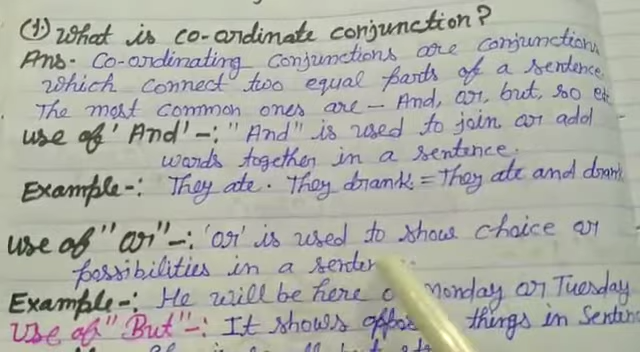 (1) What is co-ordinate conjunction?
Ans- Co-ordinating conjunctions are conjunctions
which connect two equal parts of a sentence.
The most common ones are – And, or, but, so etc
use of 'And' -: "And" is used to join or add
words together in a sentence.
Example-: They ate. They drank. = They ate and drank
use of "or" -: 'or' is used to show choice or
possibilities in a
Example-: He will be here Monday or Tuesday
Use of "But" -: It shows things in